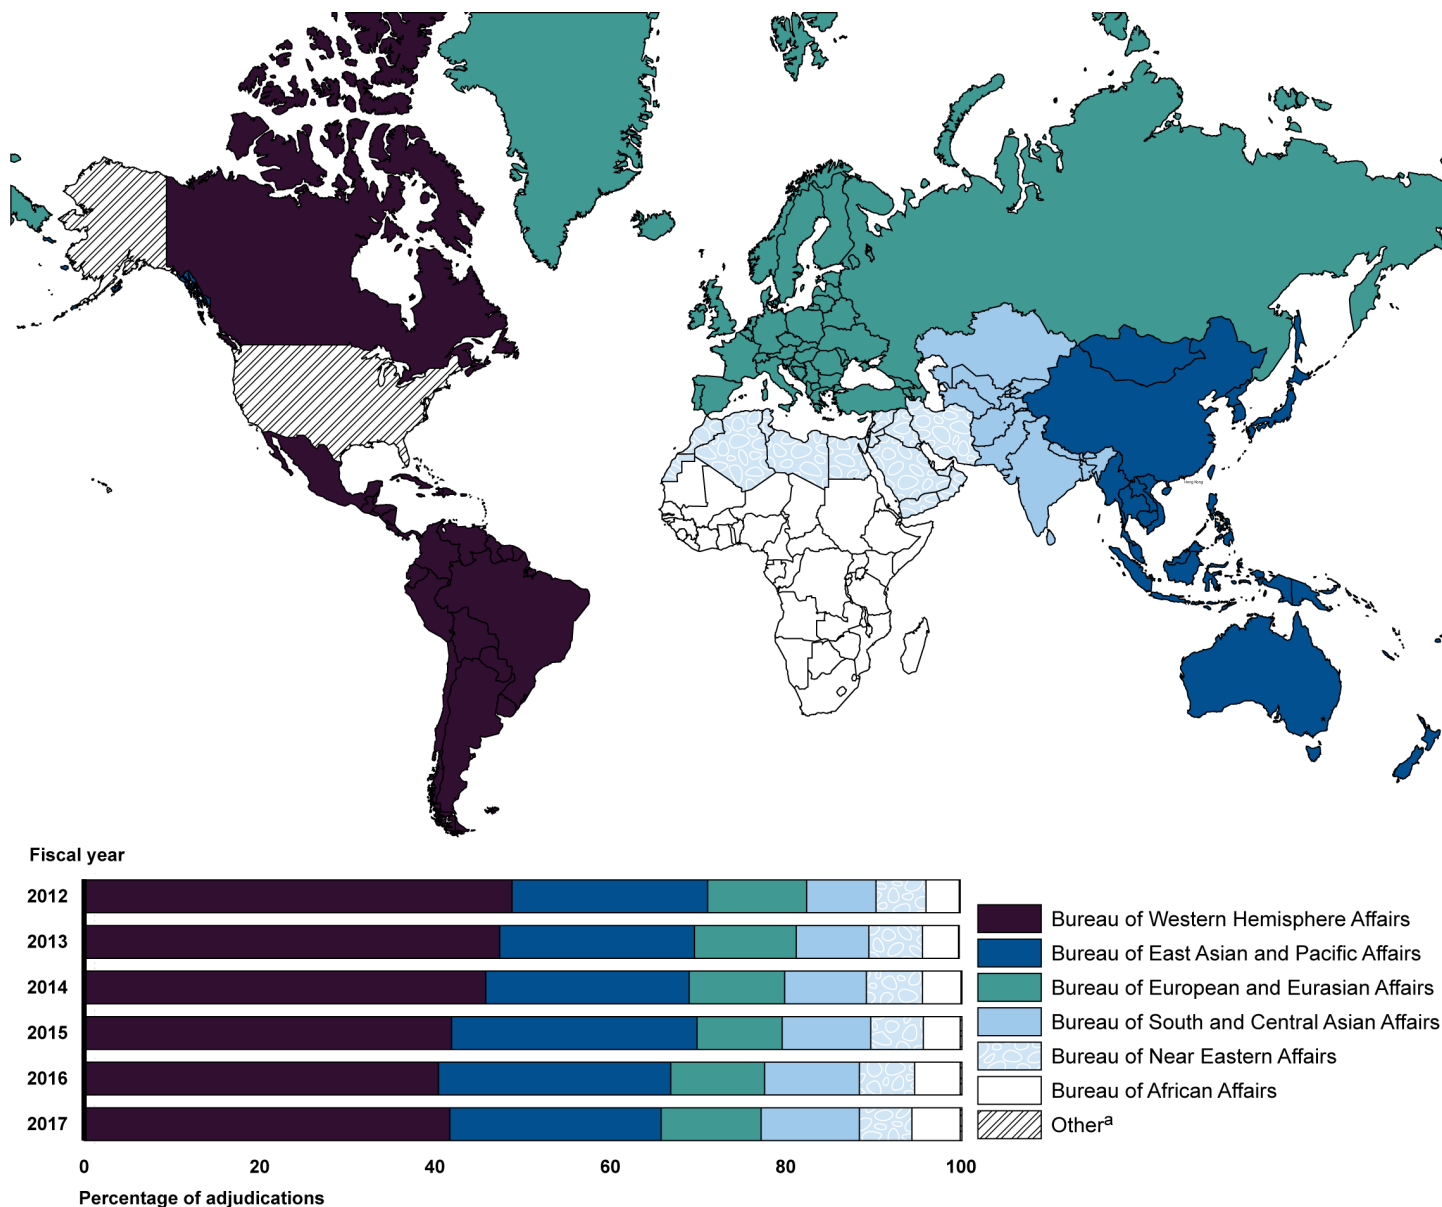 Hong Kong
Fiscal year
2012
2013
2014
2015
2016
2017
0 20 40 60 80 100
Percentage of adjudications
Bureau of Western Hemisphere Affairs
Bureau of East Asian and Pacific Affairs
Bureau of European and Eurasian Affairs
Bureau of South and Central Asian Affairs
Bureau of Near Eastern Affairs
Bureau of African Affairs
Otherᵃ